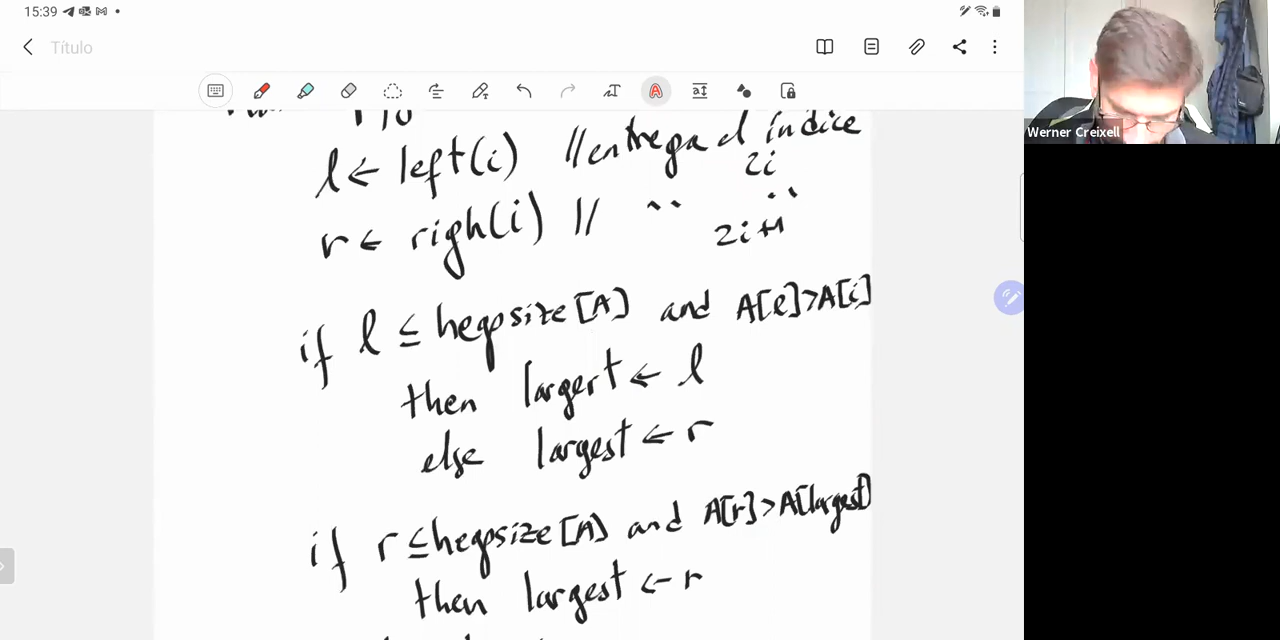 15:39
Título
l ← left(i) //entrega el índice
2i
r ← righ(i) // " "
2i+1
if l ≤ heapsize[A] and A[l]>A[i]
then largest ← l
else largest ← r
if r ≤ heapsize[A] and A[r]>A[largest]
then largest ← r
Werner Creixell